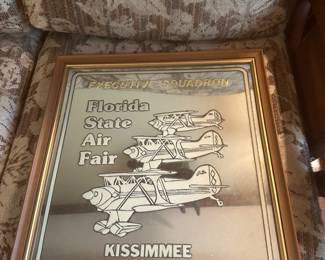 EXECUTIVE SQUADRON
Florida
State
Air
Fair
KISSIMMEE